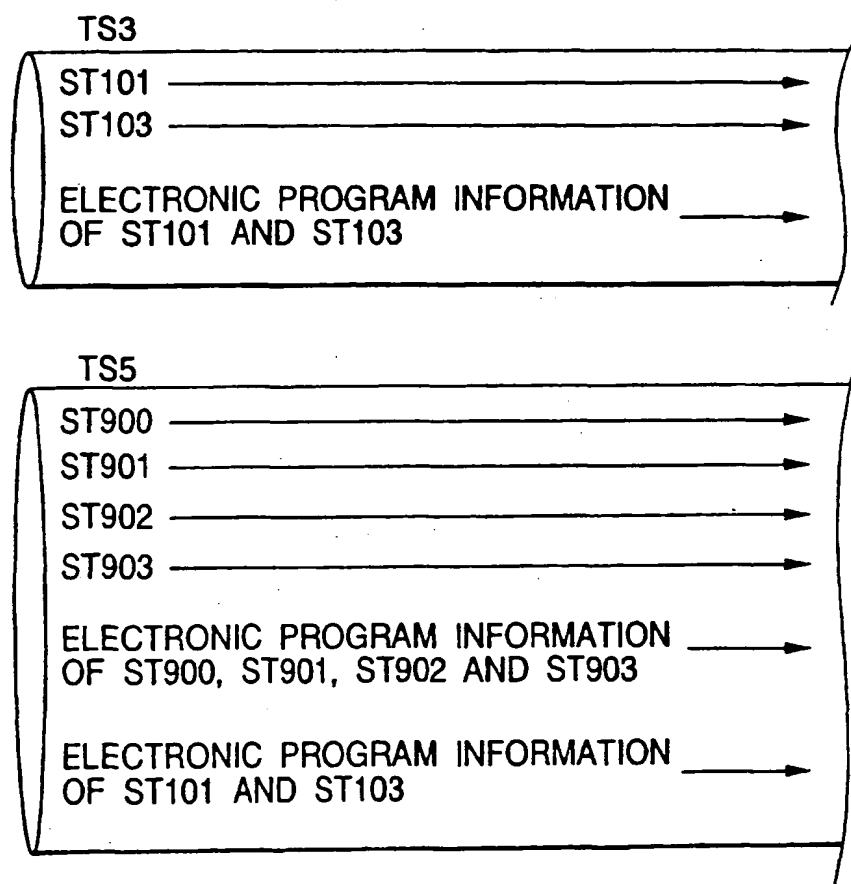 TS3
ST101
ST103
ELECTRONIC PROGRAM INFORMATION
OF ST101 AND ST103
TS5
ST900
ST901
ST902
ST903
ELECTRONIC PROGRAM INFORMATION
OF ST900, ST901, ST902 AND ST903
ELECTRONIC PROGRAM INFORMATION
OF ST101 AND ST103